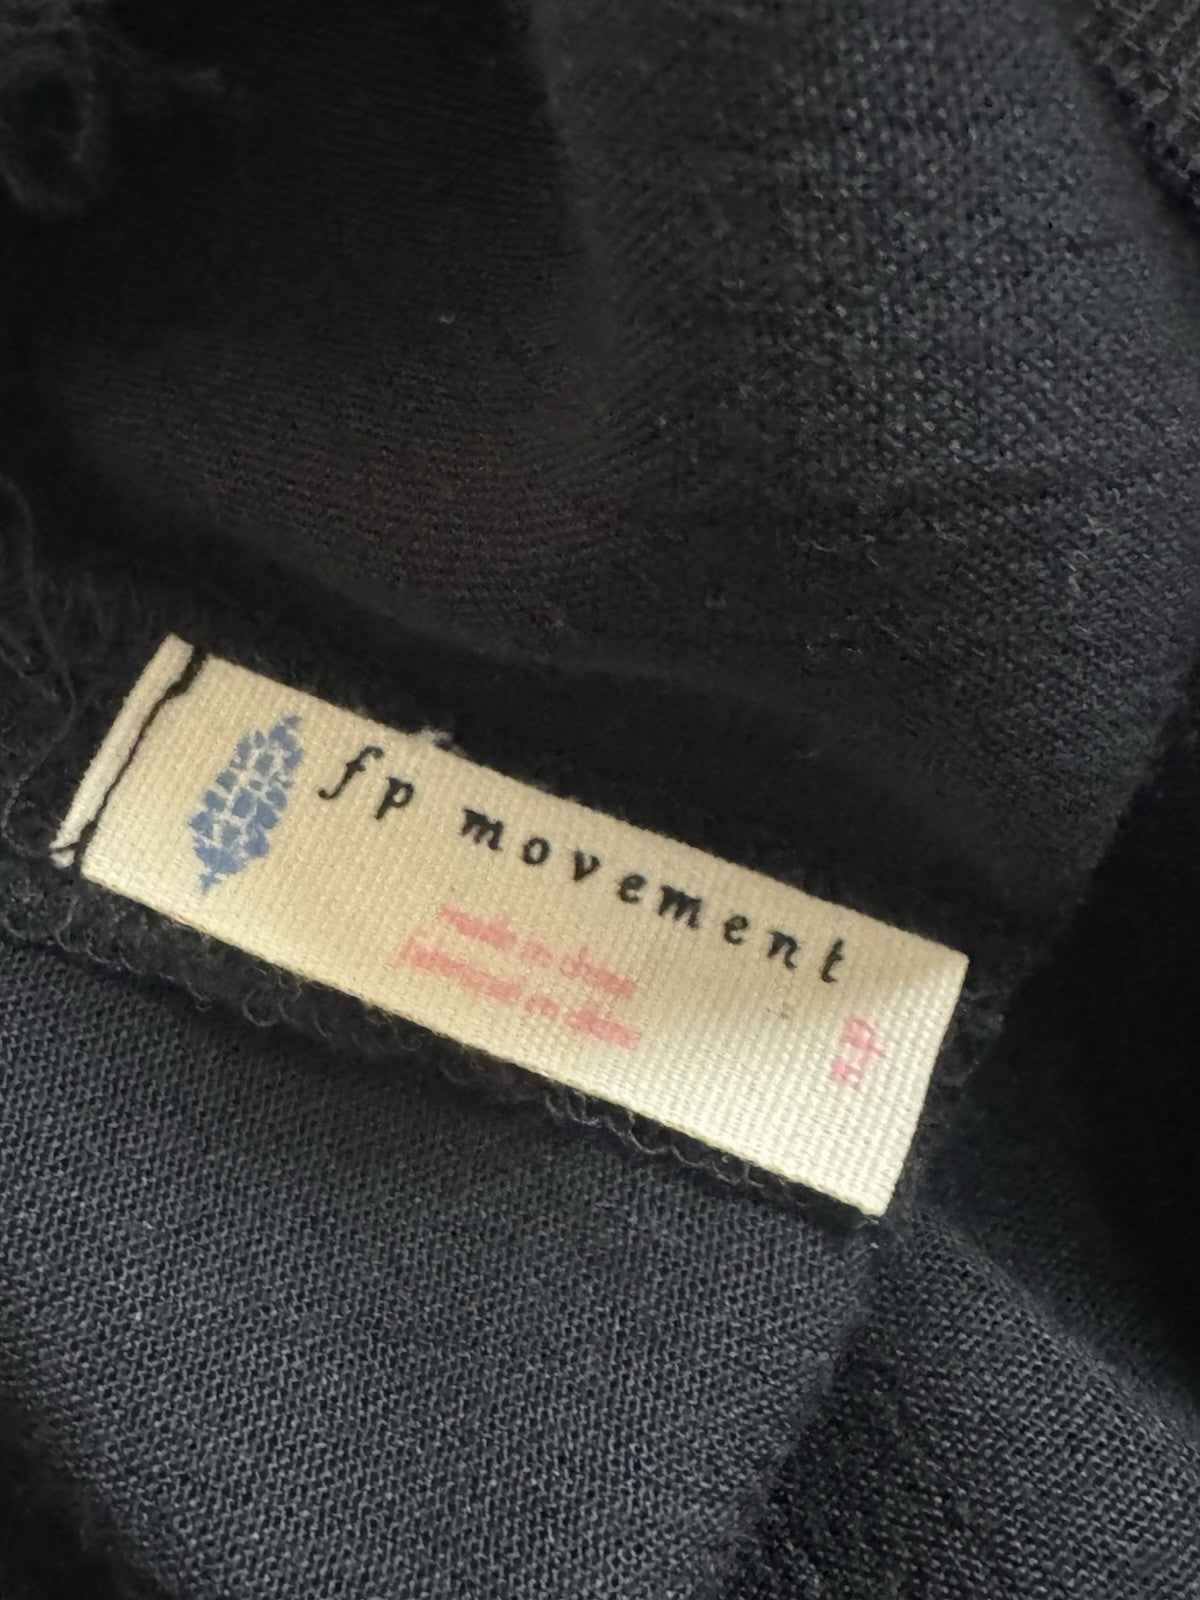 fp movement
made in china
fabriqué en chine